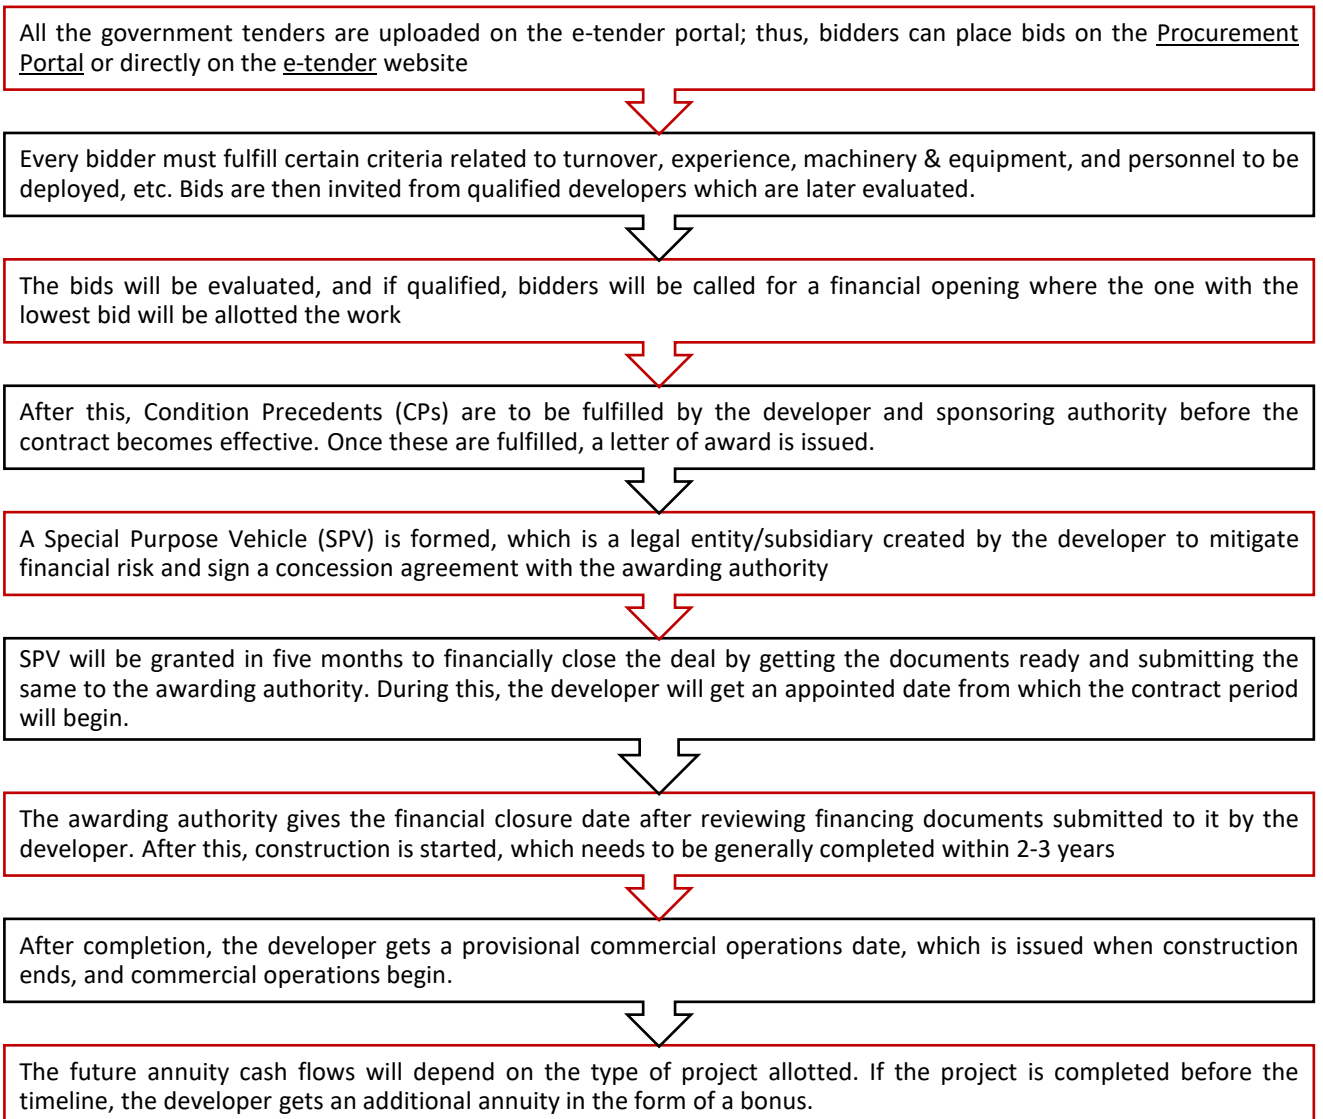 All the government tenders are uploaded on the e-tender portal; thus, bidders can place bids on the Procurement
Portal or directly on the e-tender website
Every bidder must fulfill certain criteria related to turnover, experience, machinery & equipment, and personnel to be
deployed, etc. Bids are then invited from qualified developers which are later evaluated.
The bids will be evaluated, and if qualified, bidders will be called for a financial opening where the one with the
lowest bid will be allotted the work
After this, Condition Precedents (CPs) are to be fulfilled by the developer and sponsoring authority before the
contract becomes effective. Once these are fulfilled, a letter of award is issued.
A Special Purpose Vehicle (SPV) is formed, which is a legal entity/subsidiary created by the developer to mitigate
financial risk and sign a concession agreement with the awarding authority
SPV will be granted in five months to financially close the deal by getting the documents ready and submitting the
same to the awarding authority. During this, the developer will get an appointed date from which the contract period
will begin.
The awarding authority gives the financial closure date after reviewing financing documents submitted to it by the
developer. After this, construction is started, which needs to be generally completed within 2-3 years
After completion, the developer gets a provisional commercial operations date, which is issued when construction
ends, and commercial operations begin.
The future annuity cash flows will depend on the type of project allotted. If the project is completed before the
timeline, the developer gets an additional annuity in the form of a bonus.